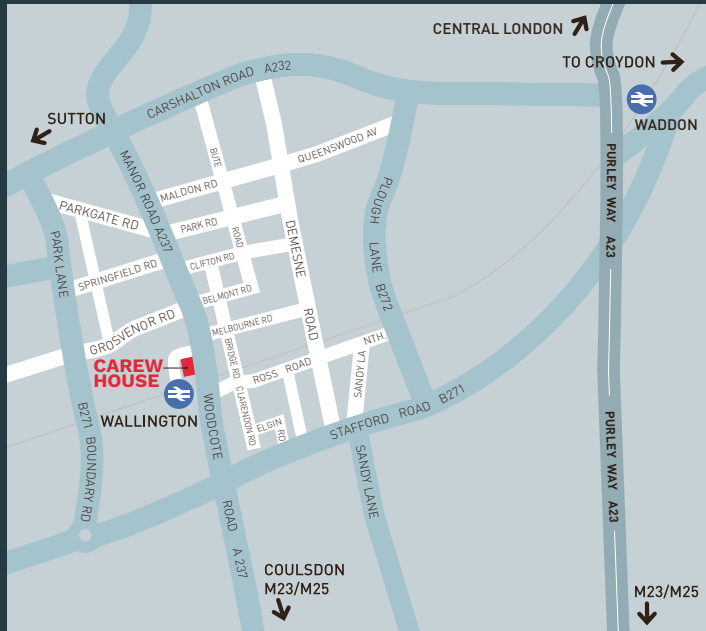 CENTRAL LONDON
TO CROYDON
WADDON
SUTTON
CARSHALTON ROAD A232
MANOR ROAD A237
BUTE
ROAD
QUEENSWOOD AV
MALDON RD
PARKGATE RD
PARK RD
DEMESNE
ROAD
PLOUGH
LANE B272
PURLEY WAY A23
PARK LANE
SPRINGFIELD RD
CLIFTON RD
BELMONT RD
GROSVENOR RD
MELBOURNE RD
BRIDGE RD
ROSS ROAD
NTH.
SANDY LA
CAREW
HOUSE
WALLINGTON
CLARENDON RD
ELGIN
RD
STAFFORD ROAD B271
B271 BOUNDARY RD
WOODCOTE
ROAD A 237
SANDY LANE
PURLEY WAY A23
COULSDON
M23/M25
M23/M25